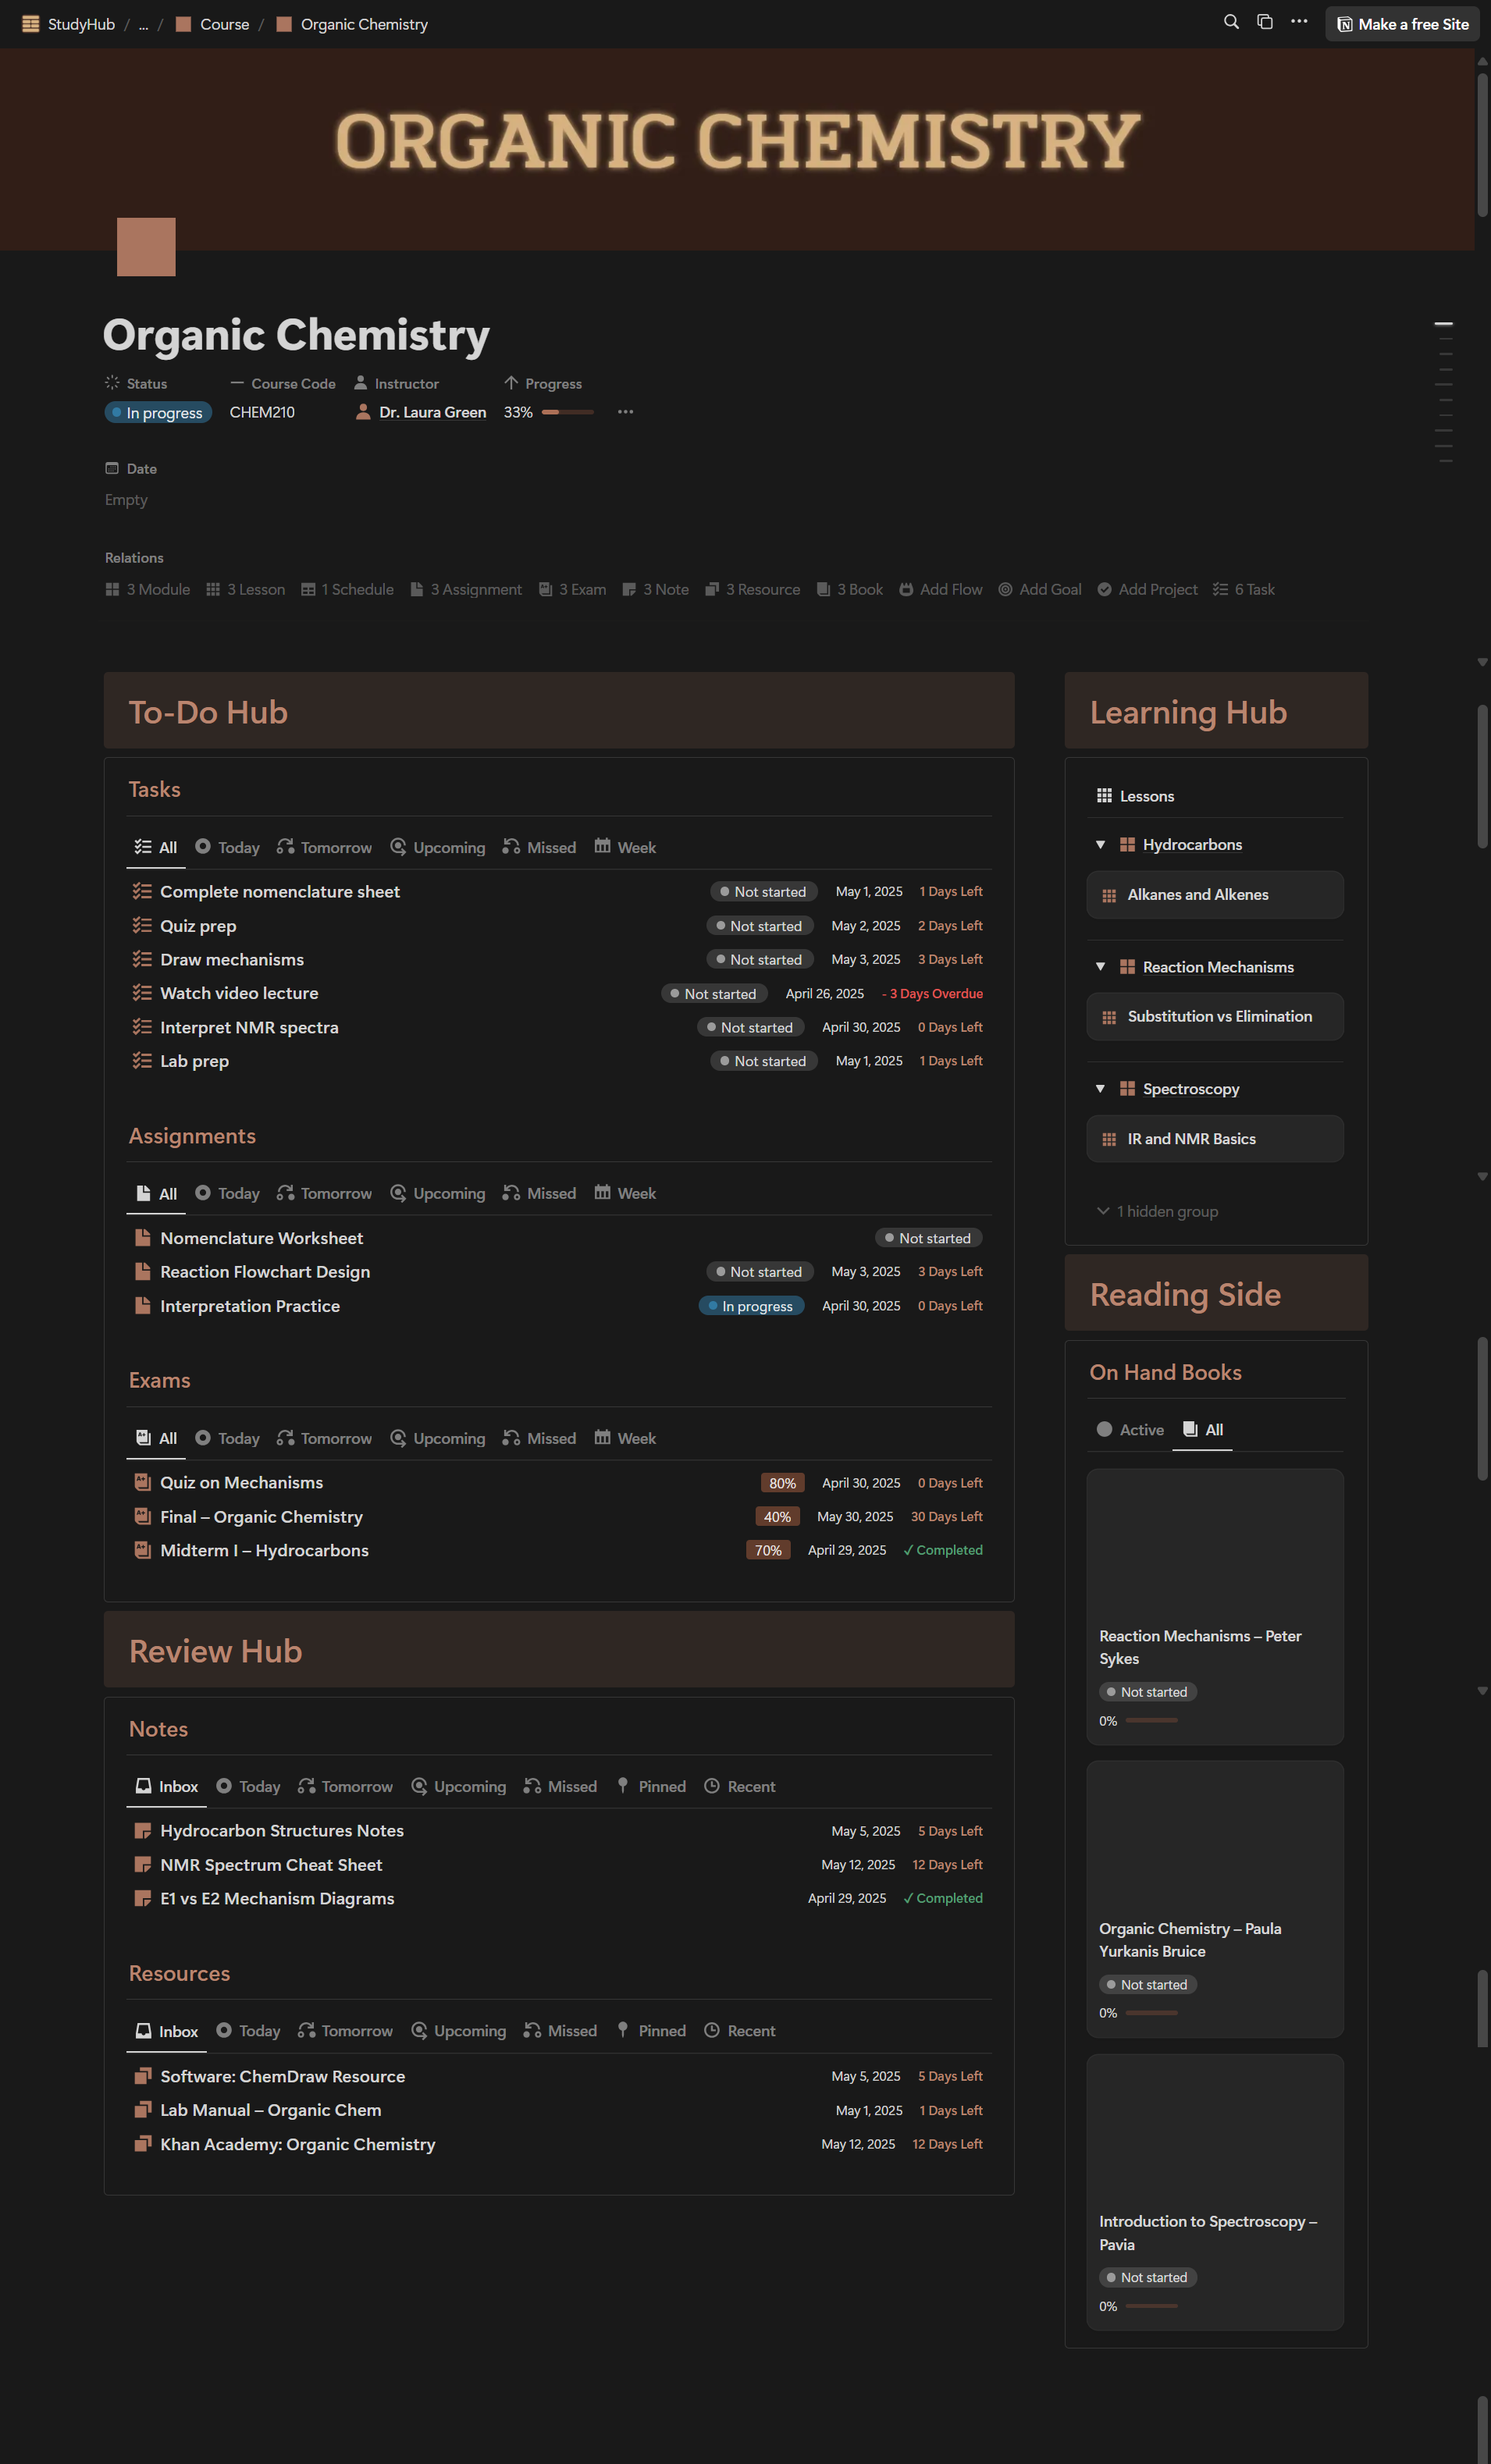 StudyHub / ... / Course / Organic Chemistry
Make a free Site
ORGANIC CHEMISTRY
Organic Chemistry
Status Course Code Instructor Progress
In progress CHEM210 Dr. Laura Green 33%
Date
Empty
Relations
3 Module 3 Lesson 1 Schedule 3 Assignment 3 Exam 3 Note 3 Resource 3 Book Add Flow Add Goal Add Project 6 Task
To-Do Hub
Tasks
All Today Tomorrow Upcoming Missed Week
Complete nomenclature sheet Not started May 1, 2025 1 Days Left
Quiz prep Not started May 2, 2025 2 Days Left
Draw mechanisms Not started May 3, 2025 3 Days Left
Watch video lecture Not started April 26, 2025 - 3 Days Overdue
Interpret NMR spectra Not started April 30, 2025 0 Days Left
Lab prep Not started May 1, 2025 1 Days Left
Assignments
All Today Tomorrow Upcoming Missed Week
Nomenclature Worksheet Not started
Reaction Flowchart Design Not started May 3, 2025 3 Days Left
Interpretation Practice In progress April 30, 2025 0 Days Left
Exams
All Today Tomorrow Upcoming Missed Week
Quiz on Mechanisms 80% April 30, 2025 0 Days Left
Final – Organic Chemistry 40% May 30, 2025 30 Days Left
Midterm I – Hydrocarbons 70% April 29, 2025 ✓ Completed
Review Hub
Notes
Inbox Today Tomorrow Upcoming Missed Pinned Recent
Hydrocarbon Structures Notes May 5, 2025 5 Days Left
NMR Spectrum Cheat Sheet May 12, 2025 12 Days Left
E1 vs E2 Mechanism Diagrams April 29, 2025 ✓ Completed
Resources
Inbox Today Tomorrow Upcoming Missed Pinned Recent
Software: ChemDraw Resource May 5, 2025 5 Days Left
Lab Manual – Organic Chem May 1, 2025 1 Days Left
Khan Academy: Organic Chemistry May 12, 2025 12 Days Left
Learning Hub
Lessons
Hydrocarbons
Alkanes and Alkenes
Reaction Mechanisms
Substitution vs Elimination
Spectroscopy
IR and NMR Basics
1 hidden group
Reading Side
On Hand Books
Active All
Reaction Mechanisms – Peter
Sykes
Not started
0%
Organic Chemistry – Paula
Yurkanis Bruice
Not started
0%
Introduction to Spectroscopy –
Pavia
Not started
0%